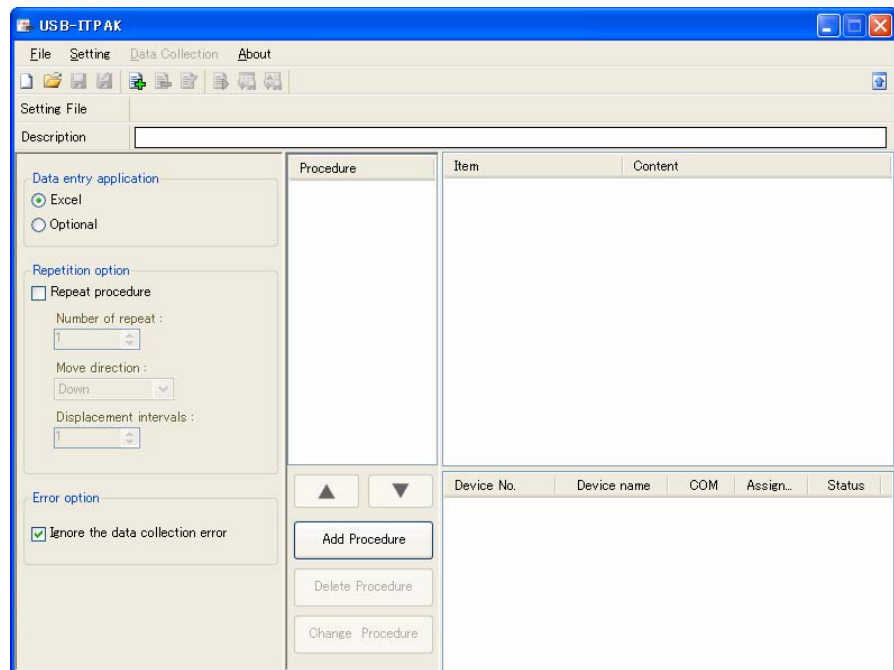 USB-ITPAK
File Setting Data Collection About
Setting File
Description
Data entry application
Excel
Optional
Repetition option
Repeat procedure
Number of repeat :
1
Move direction :
Down
Displacement intervals :
1
Error option
Ignore the data collection error
Procedure
Add Procedure
Delete Procedure
Change Procedure
Item Content
Device No. Device name COM Assign... Status